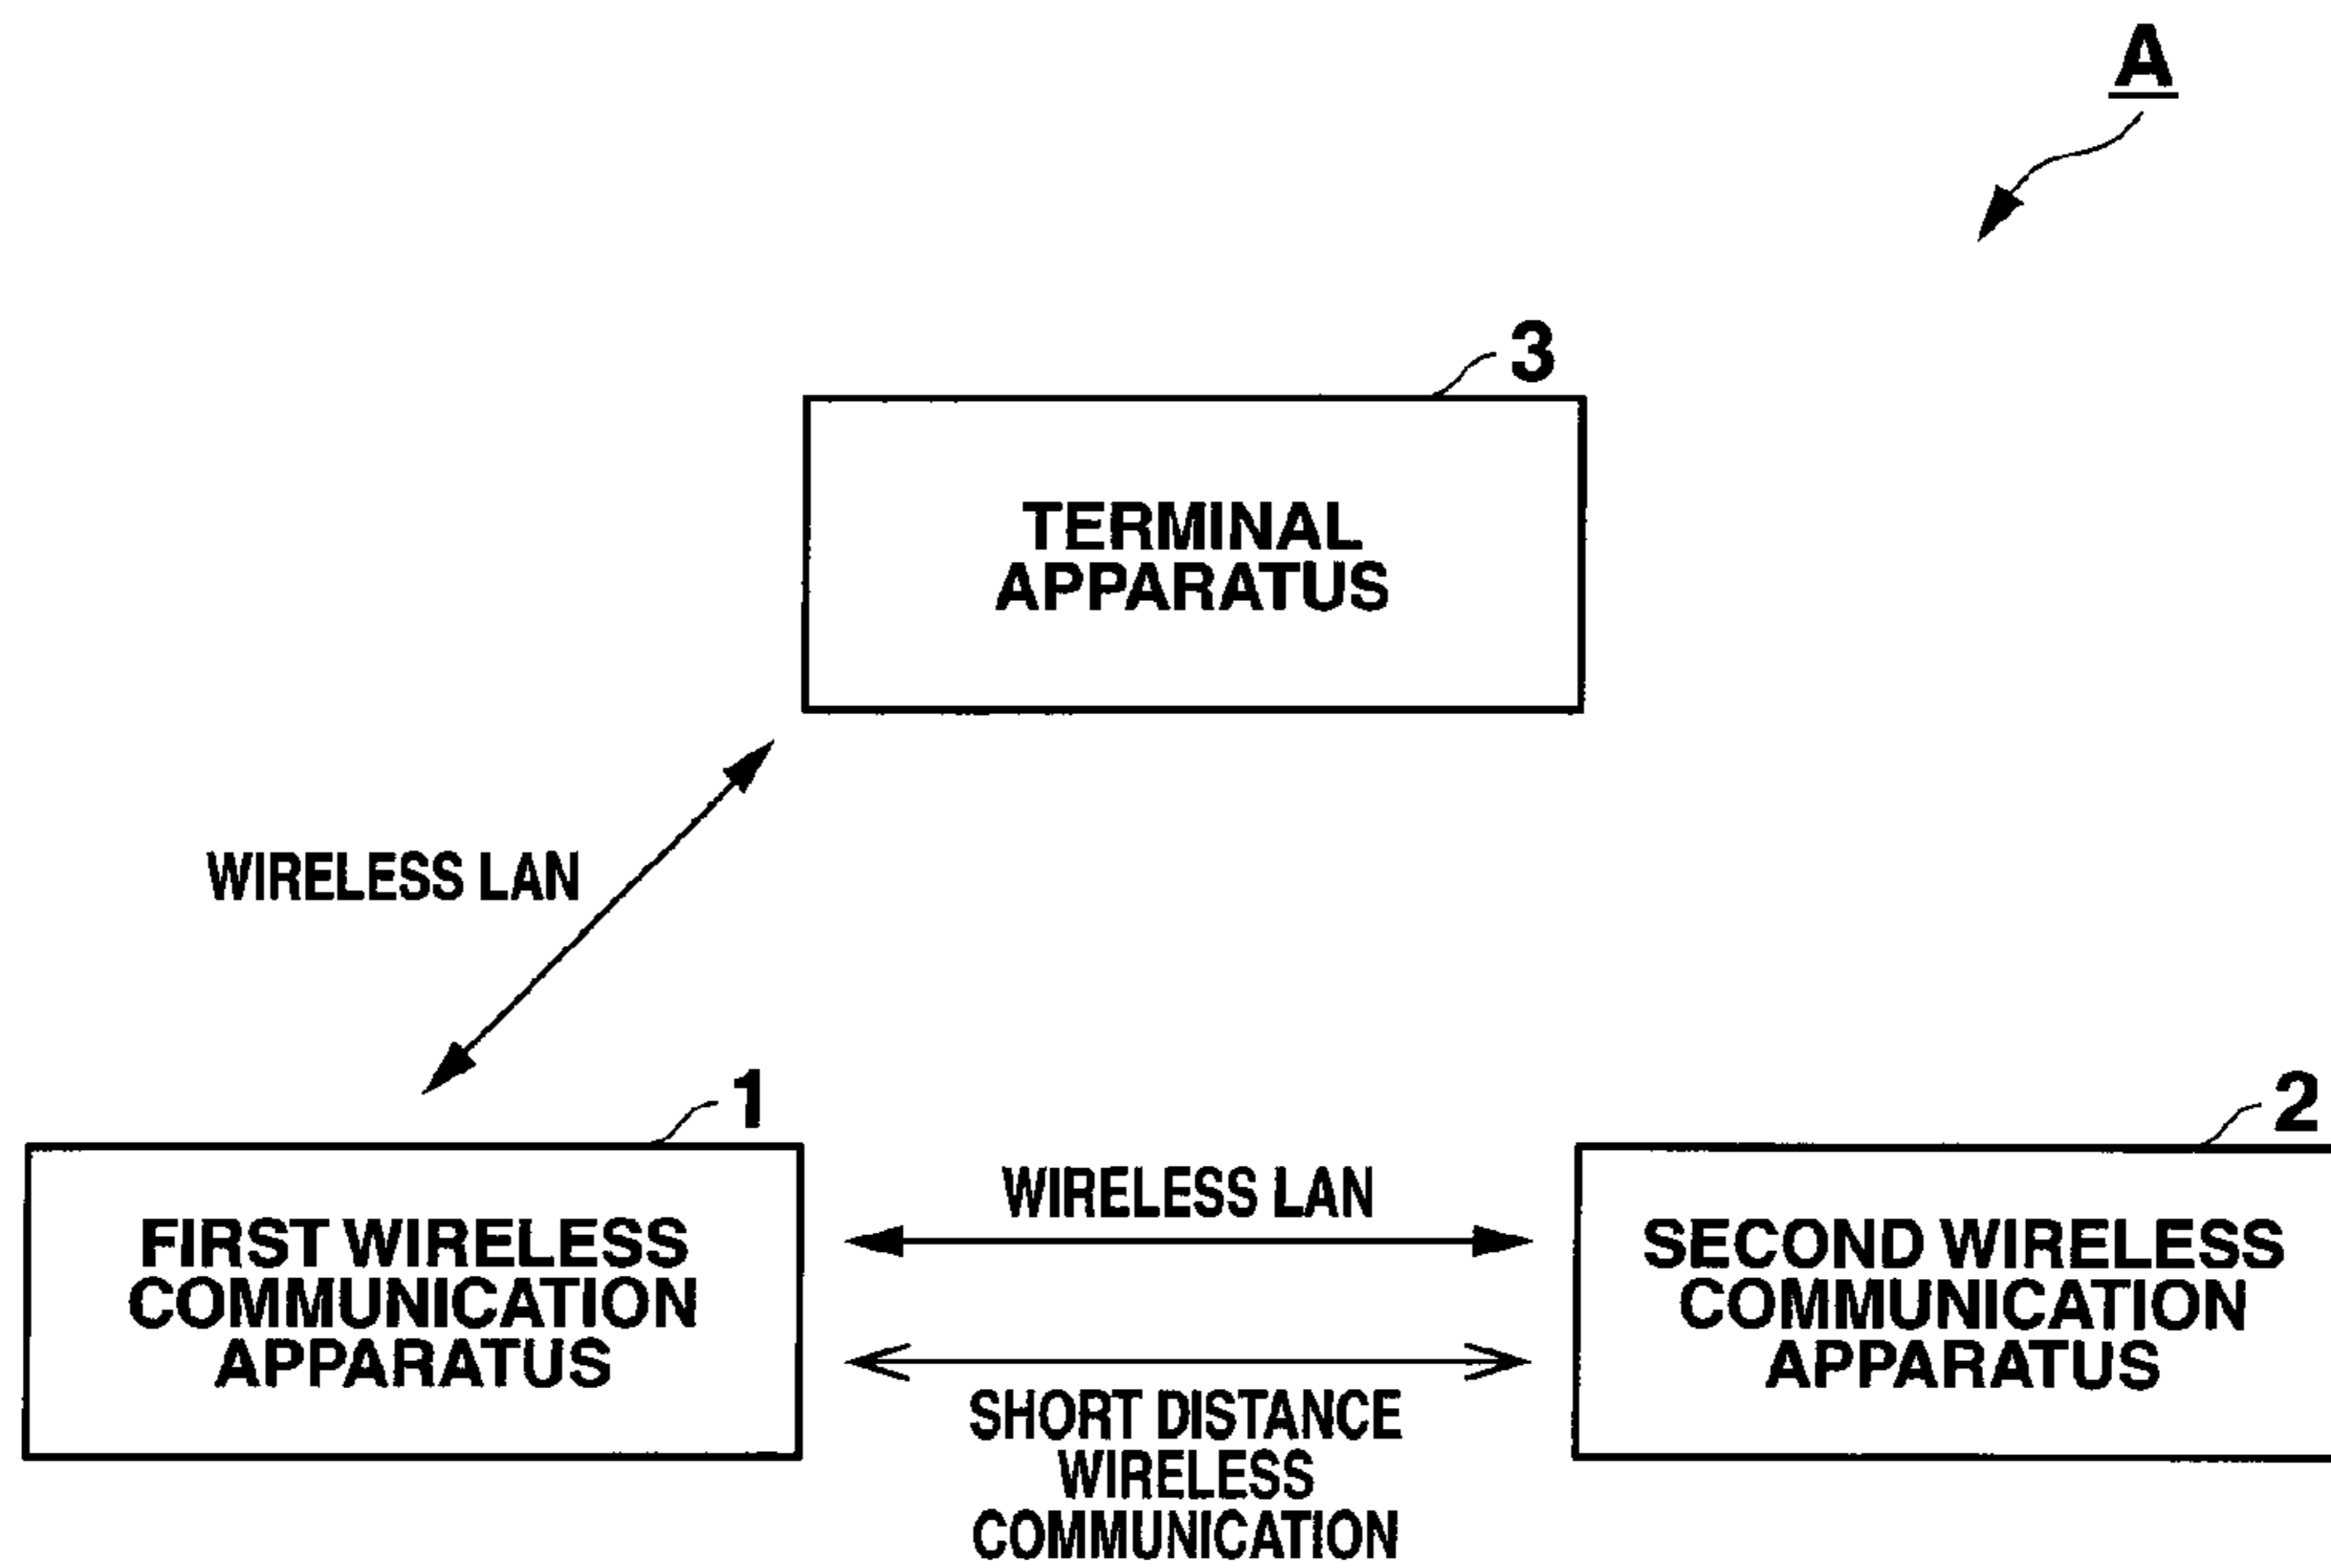 A
3
TERMINAL
APPARATUS
WIRELESS LAN
1
FIRST WIRELESS
COMMUNICATION
APPARATUS
WIRELESS LAN
SHORT DISTANCE
WIRELESS
COMMUNICATION
2
SECOND WIRELESS
COMMUNICATION
APPARATUS